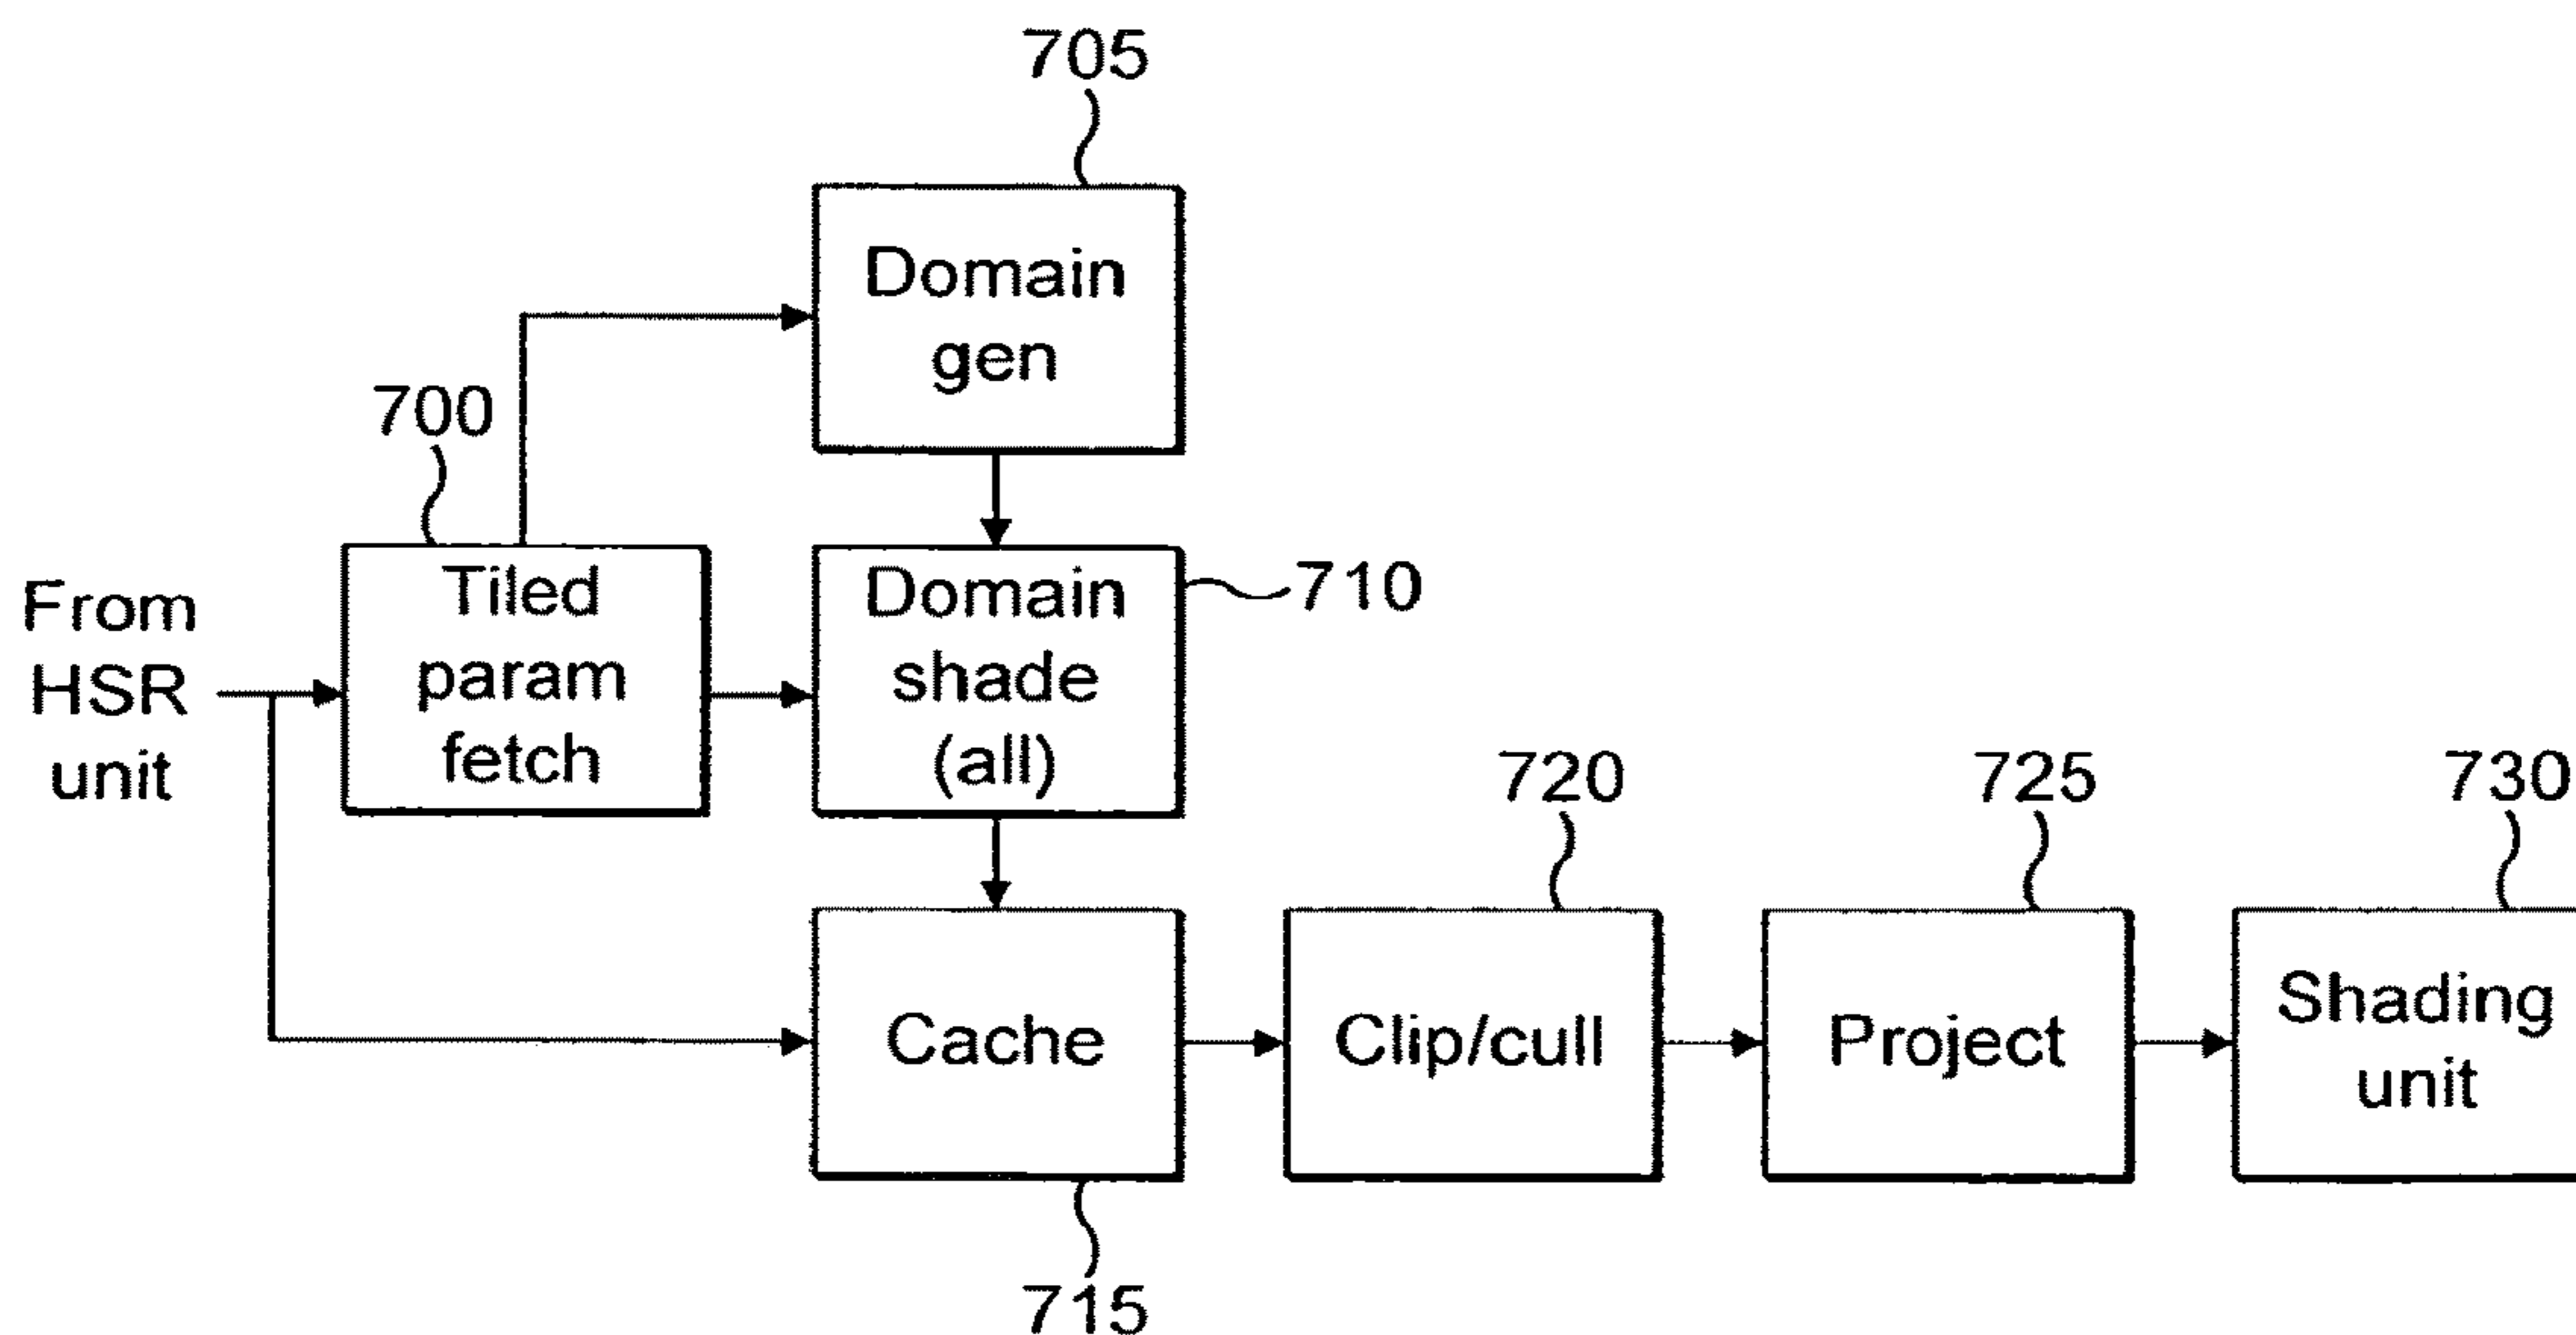 705
Domain
gen
700
From
HSR
unit
Tiled
param
fetch
Domain
shade
(all)
710
720
725
730
Cache
Clip/cull
Project
Shading
unit
715